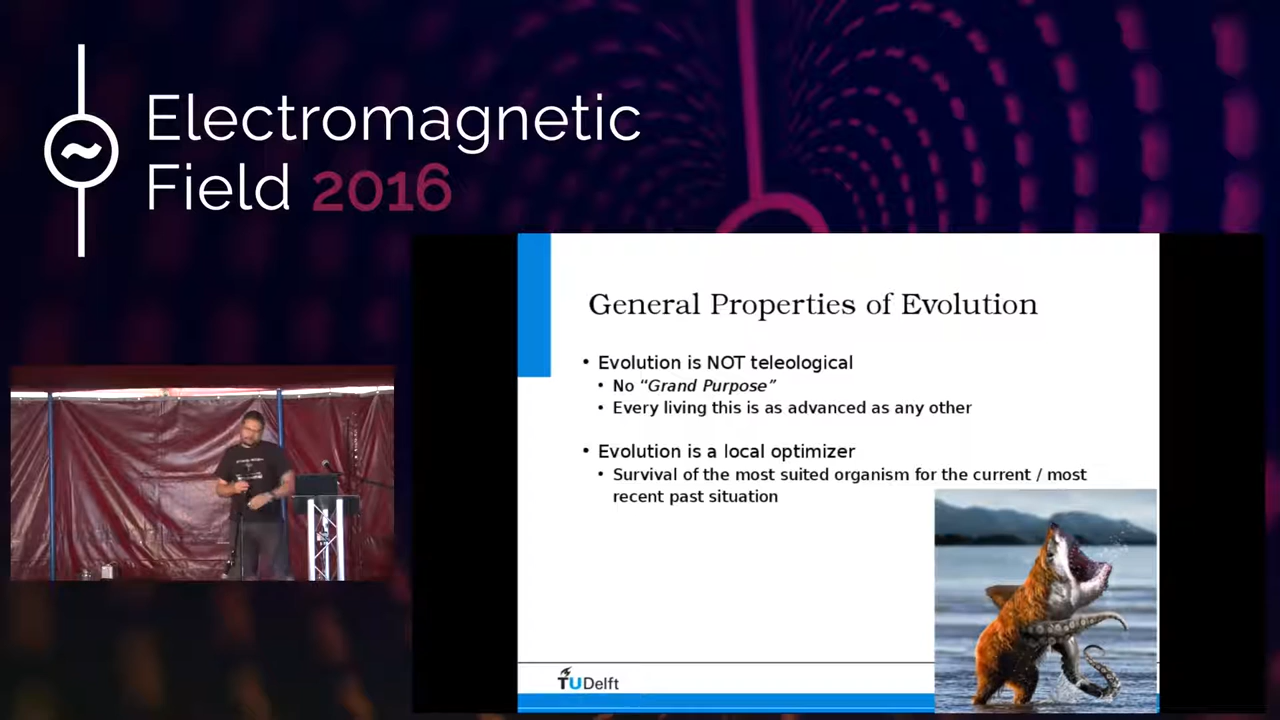 Electromagnetic
Field 2016
General Properties of Evolution
• Evolution is NOT teleological
• No “Grand Purpose”
• Every living this is as advanced as any other
• Evolution is a local optimizer
• Survival of the most suited organism for the current / most
recent past situation
TUDelft